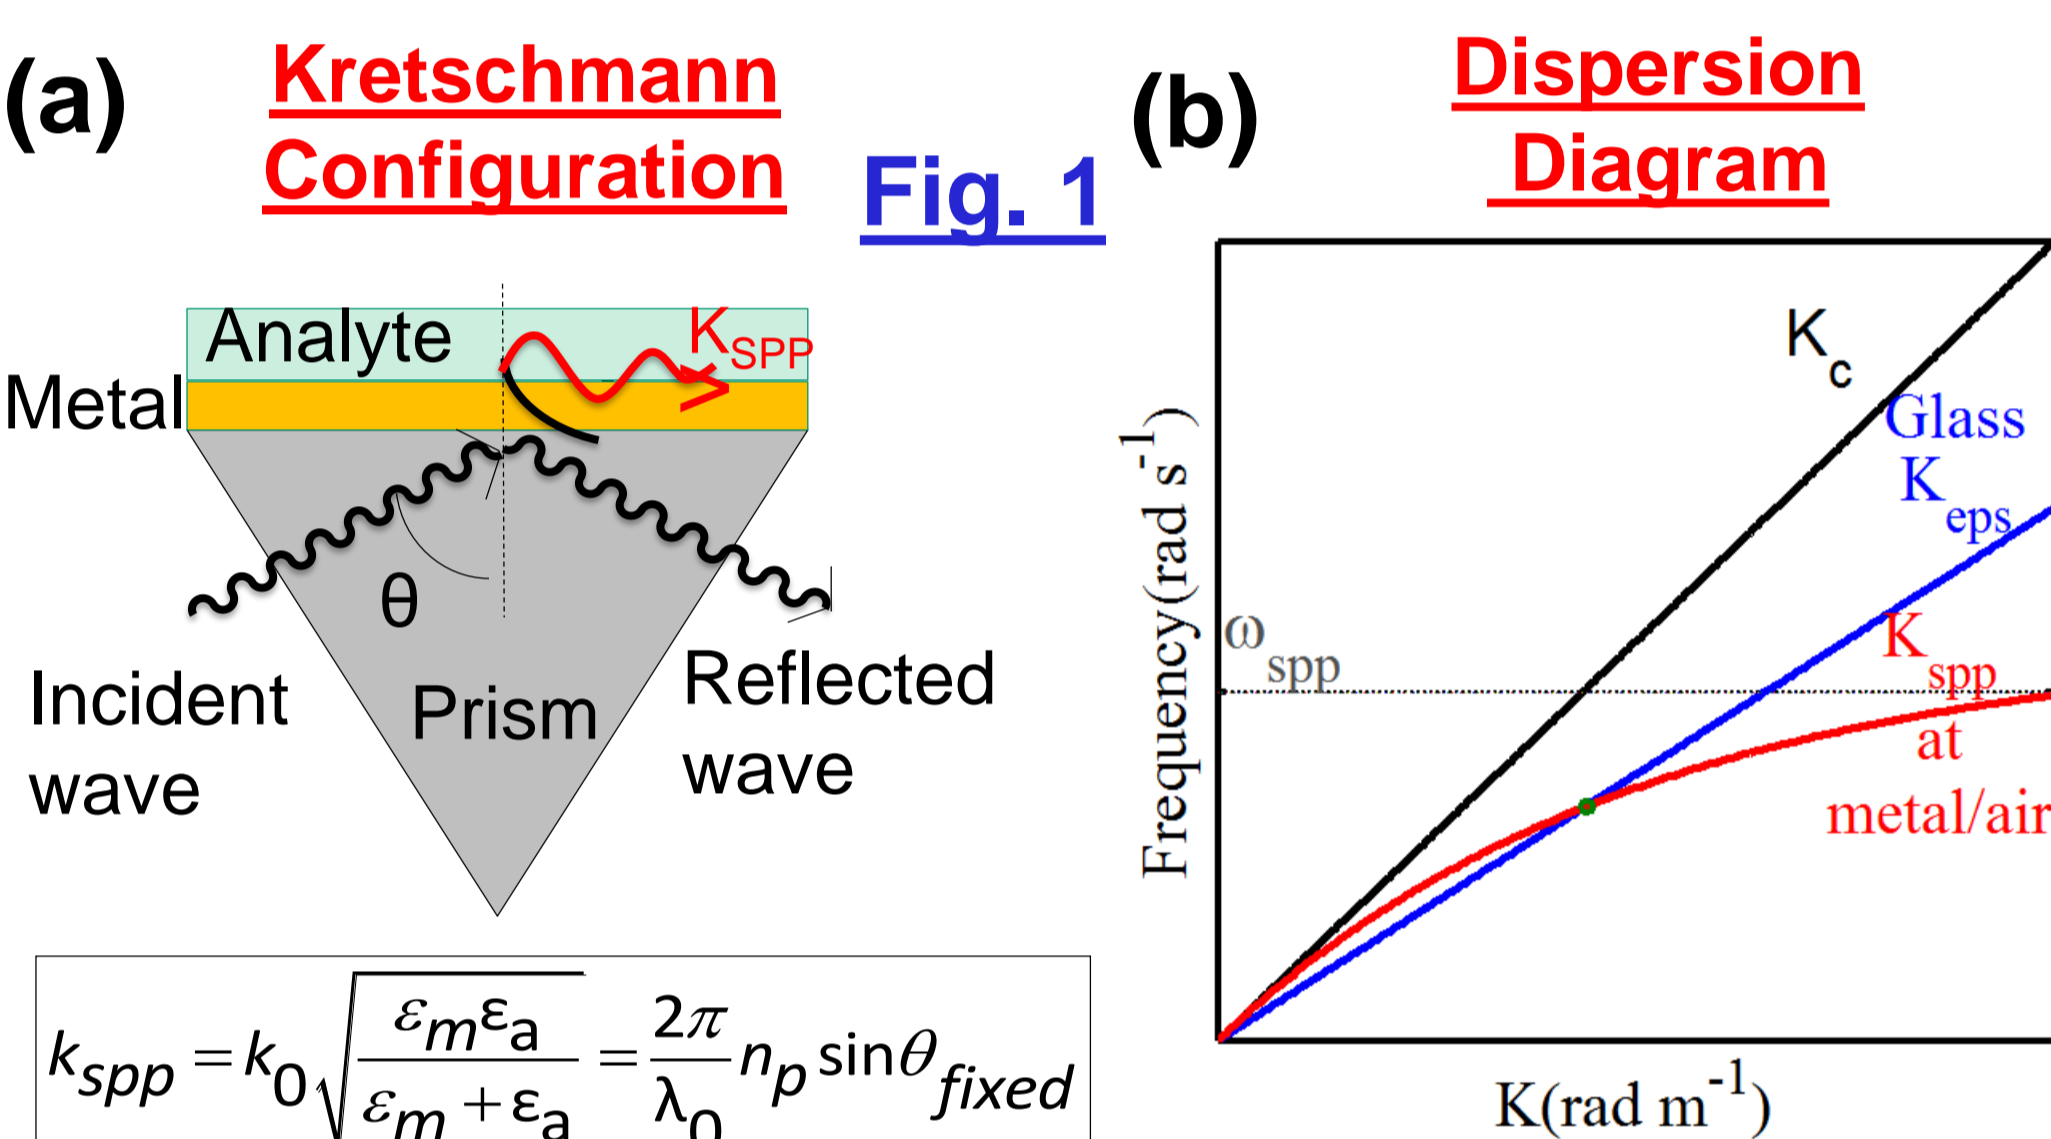 (a)
Kretschmann
Configuration
Fig. 1
Analyte
K_SPP
Metal
θ
Incident
wave
Prism
Reflected
wave
k_spp = k_0 √(ε_m ε_a / (ε_m + ε_a)) = (2π / λ_0) n_p sinθ_fixed
(b)
Dispersion
Diagram
K_c
Glass
K_eps
ω_spp
K_spp
at
metal/air
Frequency(rad s^-1)
K(rad m^-1)